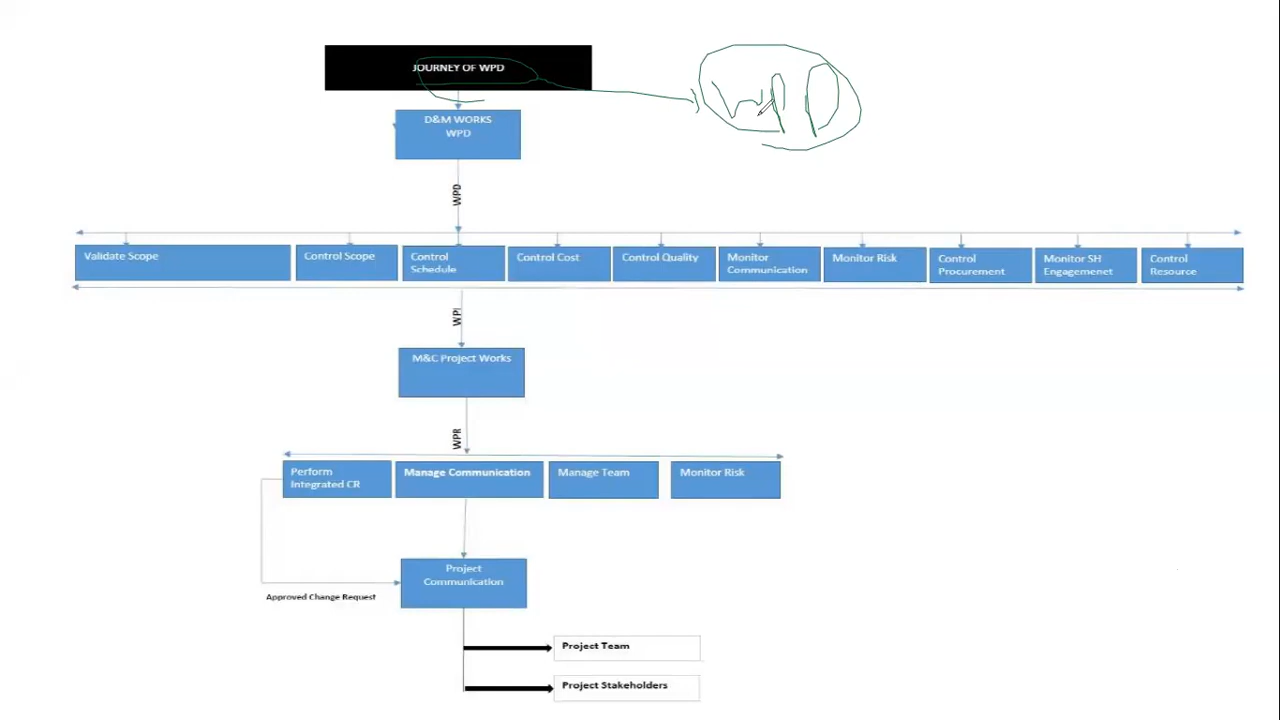 JOURNEY OF WPD
WPD
D&M WORKS
WPD
WPD
Validate Scope
Control Scope
Control
Schedule
Control Cost
Control Quality
Monitor
Communication
Monitor Risk
Control
Procurement
Monitor SH
Engagemenet
Control
Resource
WPI
M&C Project Works
WPR
Perform
Integrated CR
Manage Communication
Manage Team
Monitor Risk
Project
Communication
Approved Change Request
Project Team
Project Stakeholders